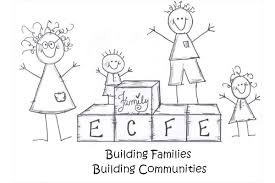 Family
E C F E
Building Families
Building Communities